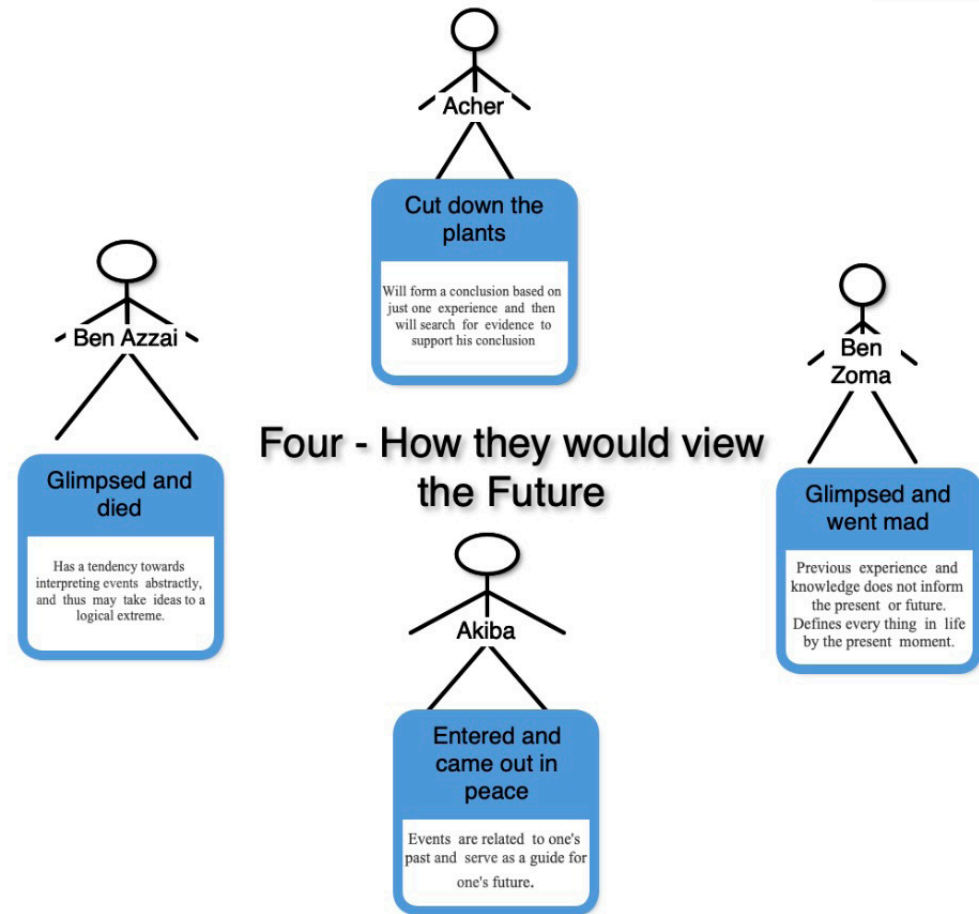 Acher
Cut down the
plants
Will form a conclusion based on
just one experience and then
will search for evidence to
support his conclusion
Ben Azzai
Glimpsed and
died
Has a tendency towards
interpreting events abstractly,
and thus may take ideas to a
logical extreme.
Four - How they would view
the Future
Ben
Zoma
Glimpsed and
went mad
Previous experience and
knowledge does not inform
the present or future.
Defines every thing in life
by the present moment.
Akiba
Entered and
came out in
peace
Events are related to one's
past and serve as a guide for
one's future.